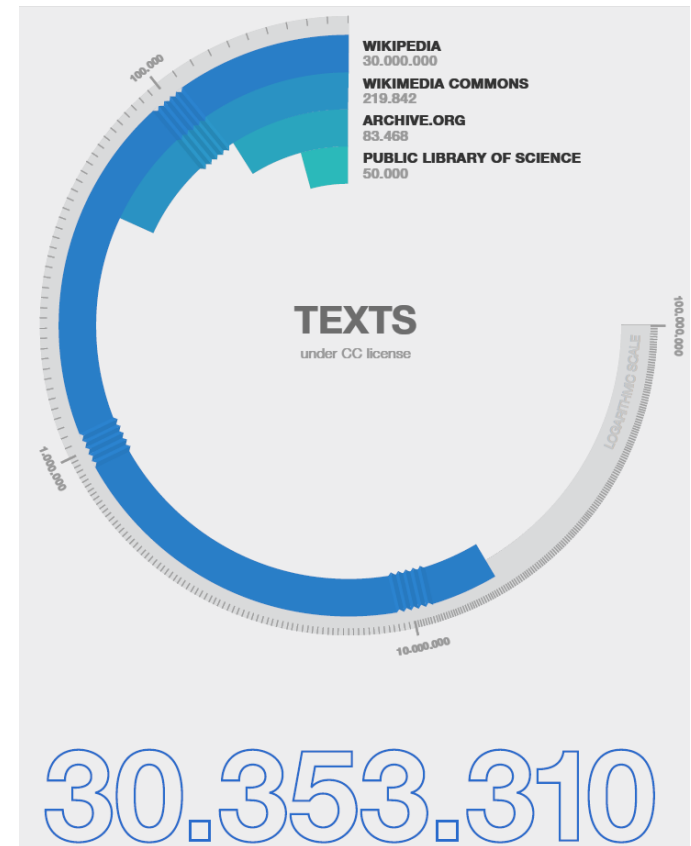 WIKIPEDIA
30.000.000
WIKIMEDIA COMMONS
219.842
ARCHIVE.ORG
83.468
PUBLIC LIBRARY OF SCIENCE
50.000
100.000
TEXTS
under CC license
100.000.000
LOGARITHMIC SCALE
1.000.000
10.000.000
30.353.310